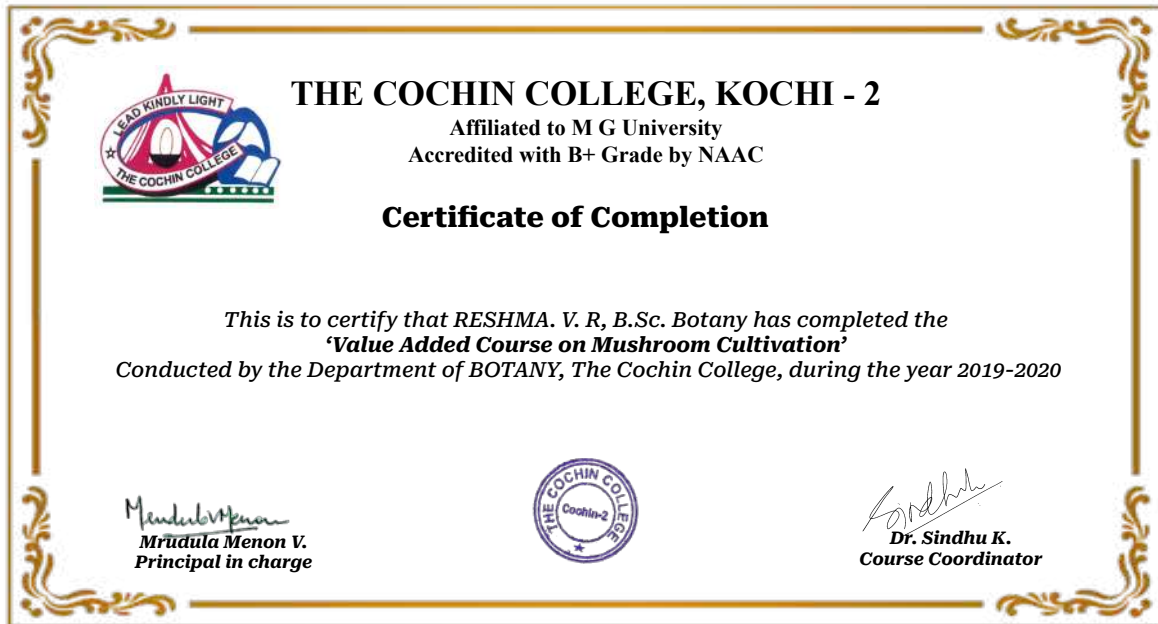 LEAD KINDLY LIGHT
THE COCHIN COLLEGE
THE COCHIN COLLEGE, KOCHI - 2
Affiliated to M G University
Accredited with B+ Grade by NAAC
Certificate of Completion
This is to certify that RESHMA. V. R, B.Sc. Botany has completed the
‘Value Added Course on Mushroom Cultivation’
Conducted by the Department of BOTANY, The Cochin College, during the year 2019-2020
THE COCHIN COLLEGE
Cochin-2
Sindhu
Mrudula Menon V.
Principal in charge
Dr. Sindhu K.
Course Coordinator